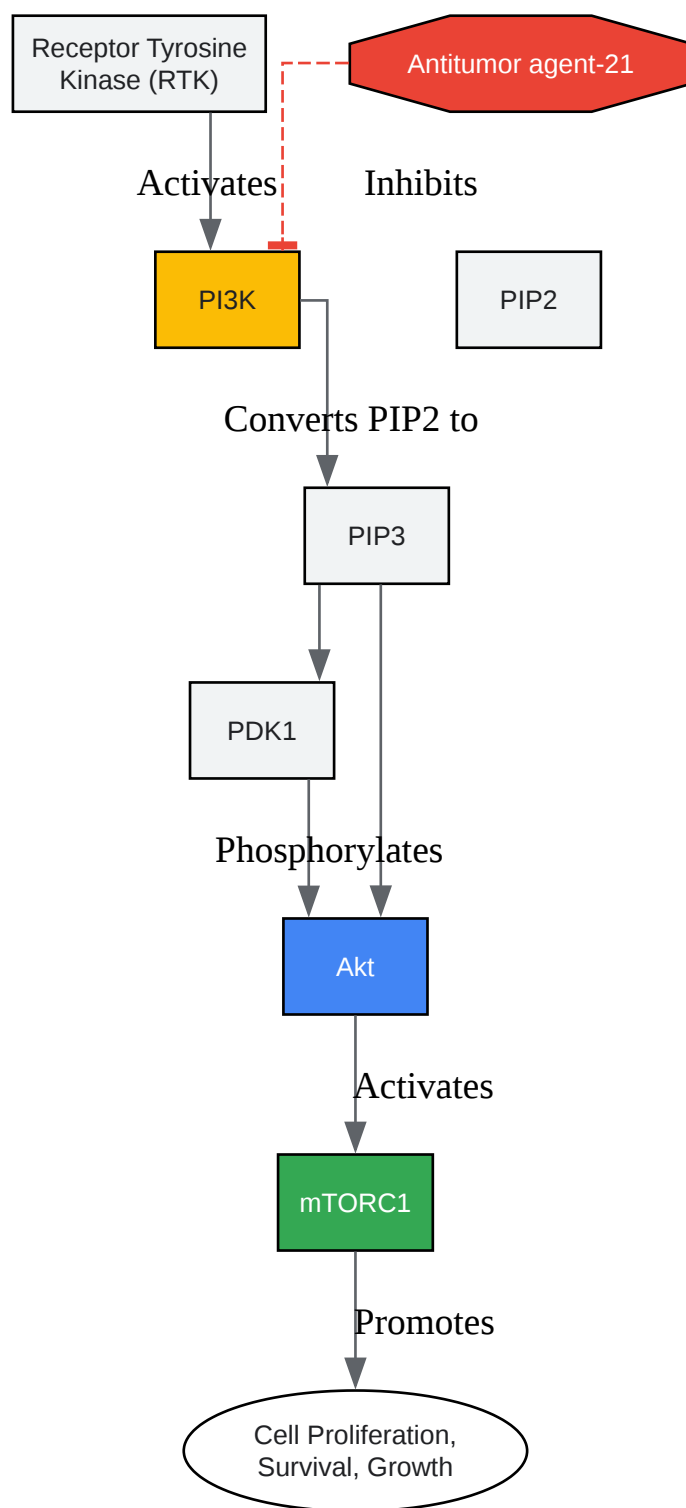 Receptor Tyrosine
Kinase (RTK)
Antitumor agent-21
Activates
Inhibits
PI3K
PIP2
Converts PIP2 to
PIP3
PDK1
Phosphorylates
Akt
Activates
mTORC1
Promotes
Cell Proliferation,
Survival, Growth